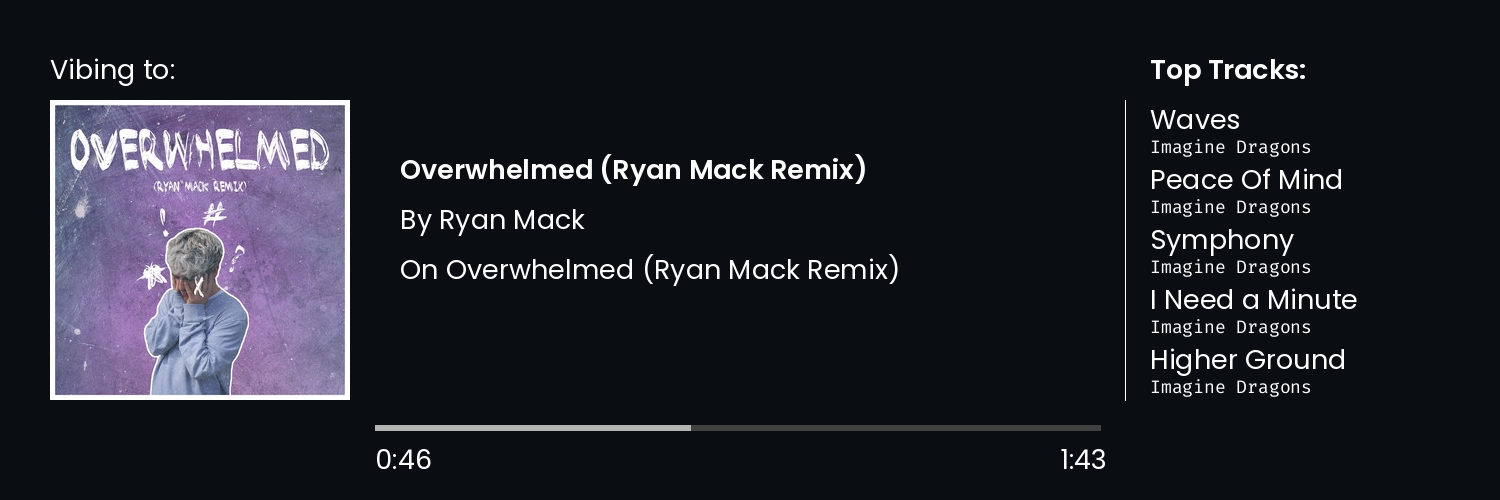 Vibing to:
OVERWHELMED
(RYAN MACK REMIX)
Overwhelmed (Ryan Mack Remix)
By Ryan Mack
On Overwhelmed (Ryan Mack Remix)
0:46
1:43
Top Tracks:
Waves
Imagine Dragons
Peace Of Mind
Imagine Dragons
Symphony
Imagine Dragons
I Need a Minute
Imagine Dragons
Higher Ground
Imagine Dragons